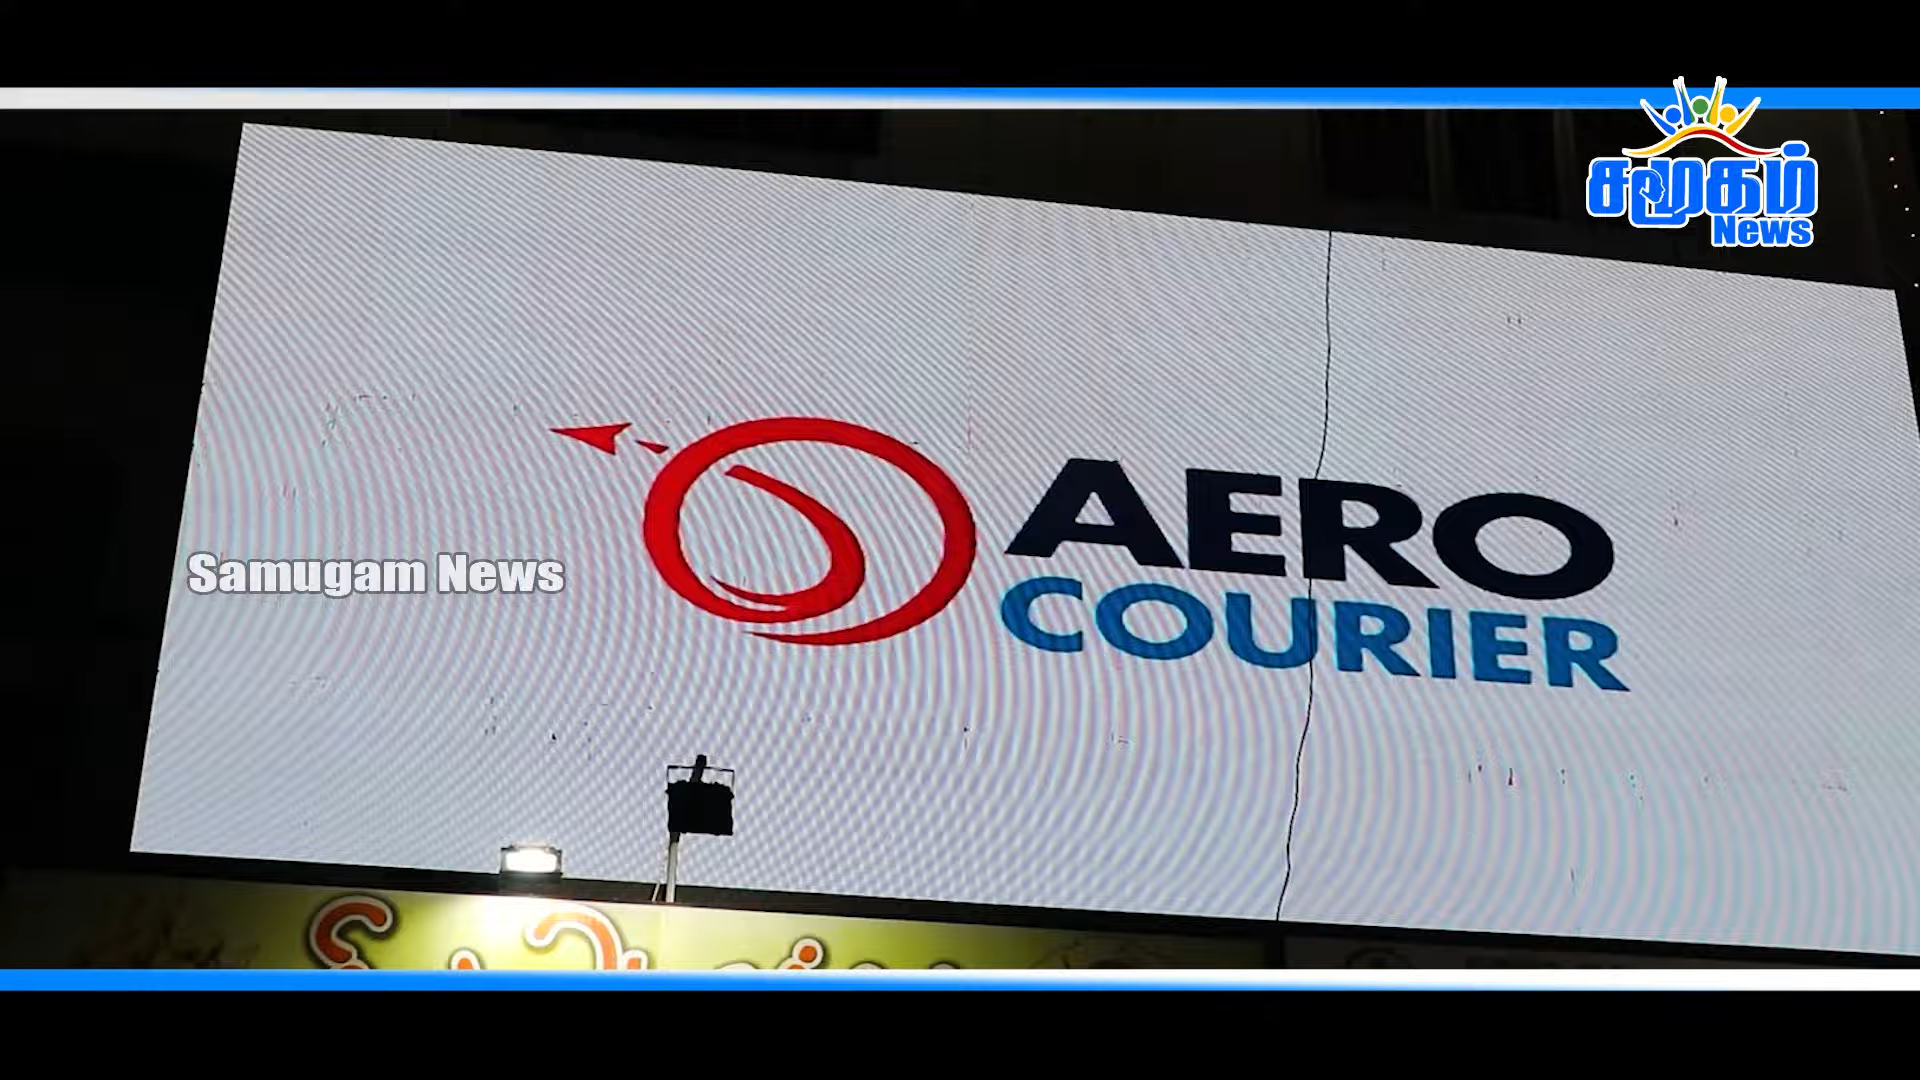 சமூகம்
News
AERO
COURIER
Samugam News